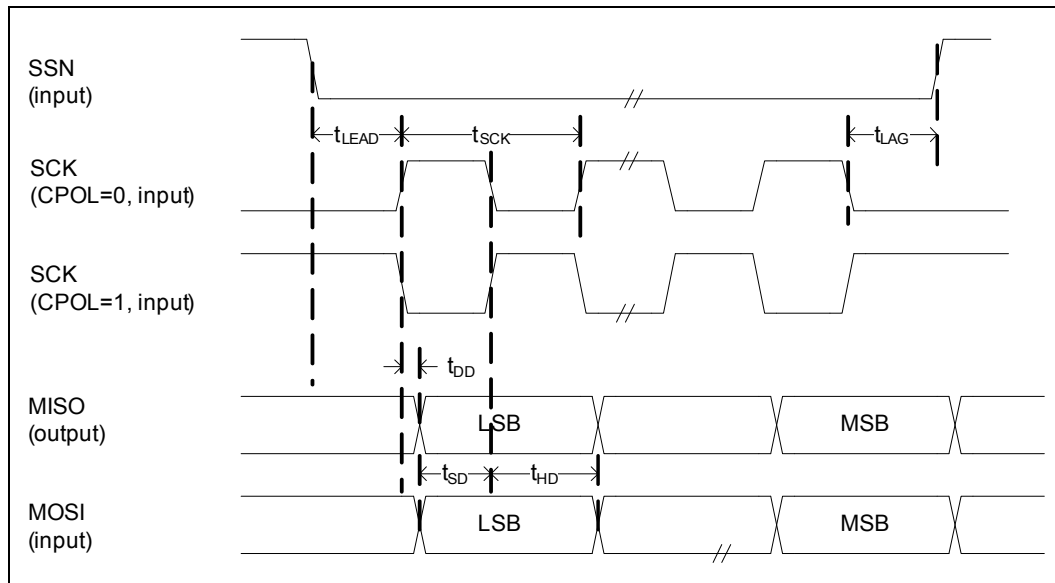 SSN
(input)
tLEAD
tSCK
tLAG
SCK
(CPOL=0, input)
SCK
(CPOL=1, input)
tDD
MISO
(output)
LSB
MSB
tSD
tHD
MOSI
(input)
LSB
MSB